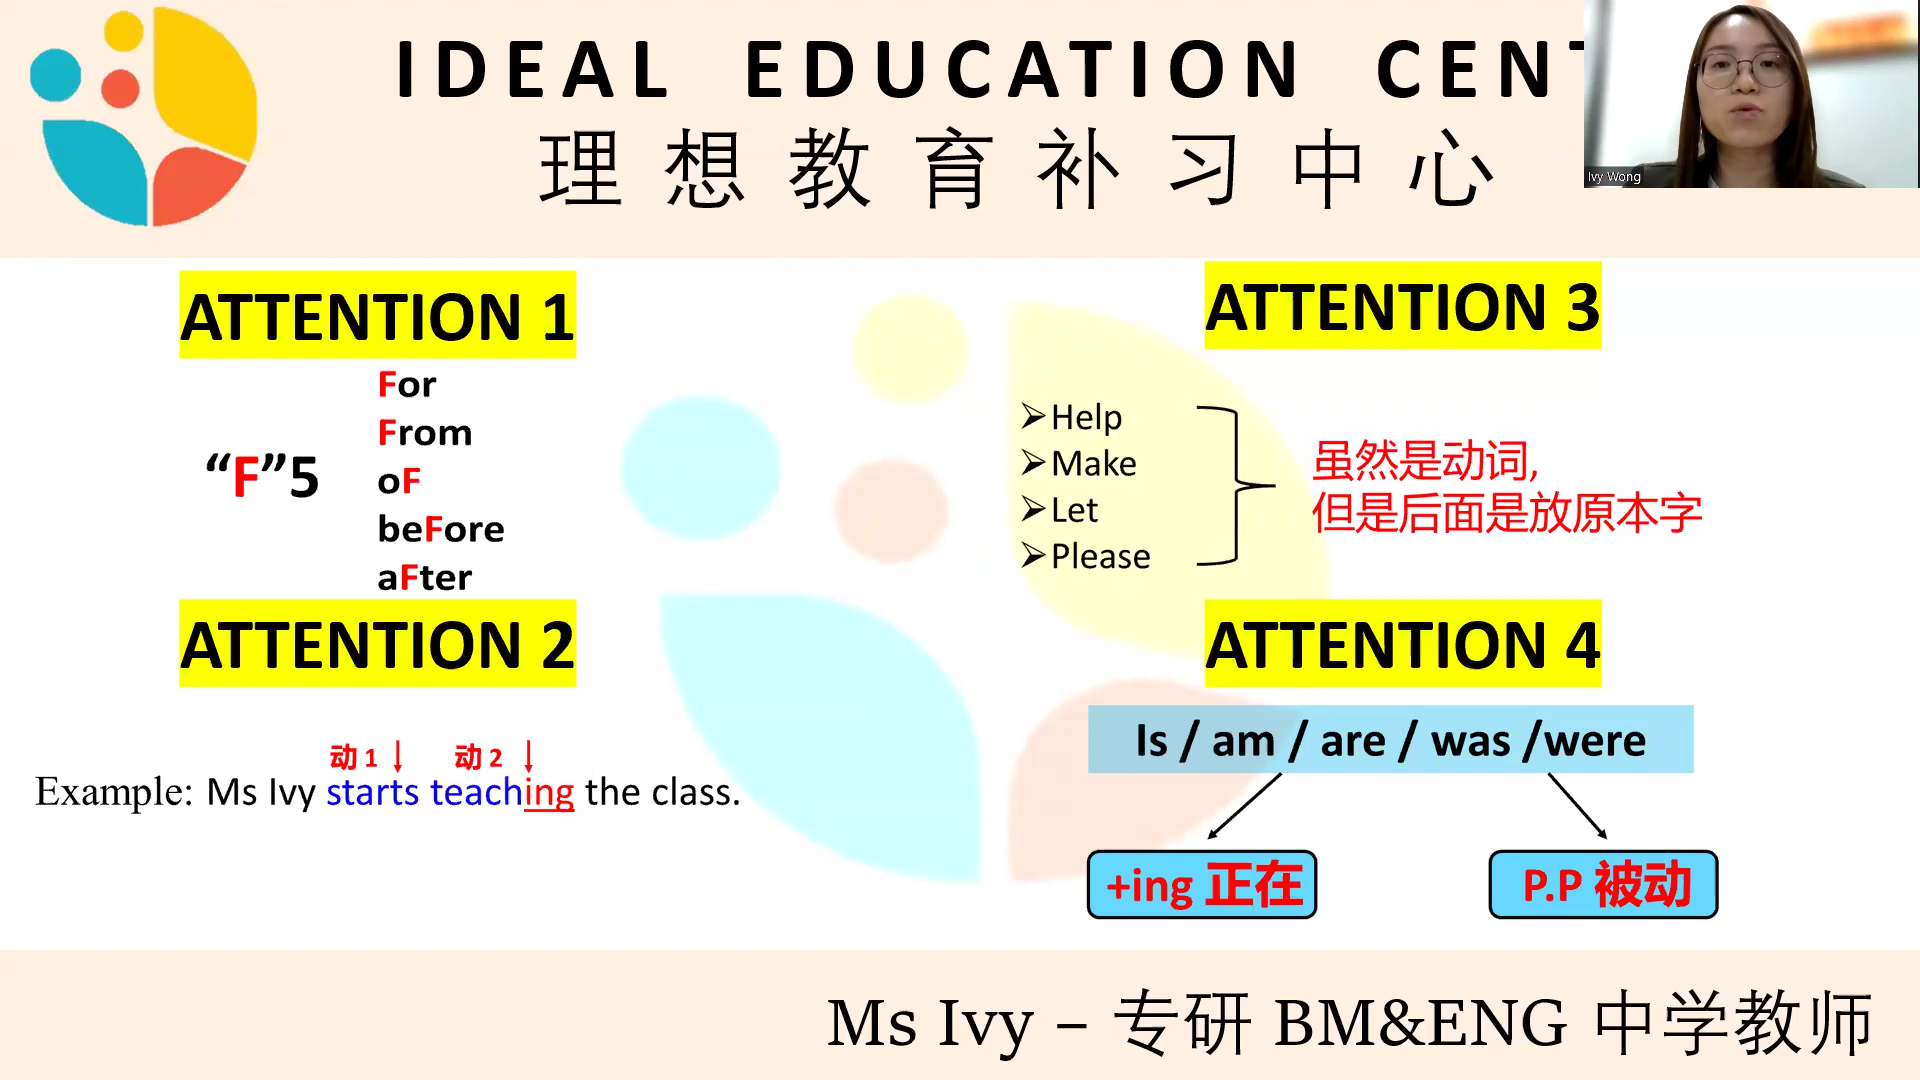 IDEAL EDUCATION CENT
理想教育补习中心
Ivy Wong
ATTENTION 1
“F”5
For
From
oF
beFore
aFter
ATTENTION 2
动1 ↓ 动2 ↓
Example: Ms Ivy starts teaching the class.
ATTENTION 3
➢Help
➢Make
➢Let
➢Please
虽然是动词,
但是后面是放原本字
ATTENTION 4
Is / am / are / was /were
+ing 正在
P.P 被动
Ms Ivy – 专研 BM&ENG 中学教师